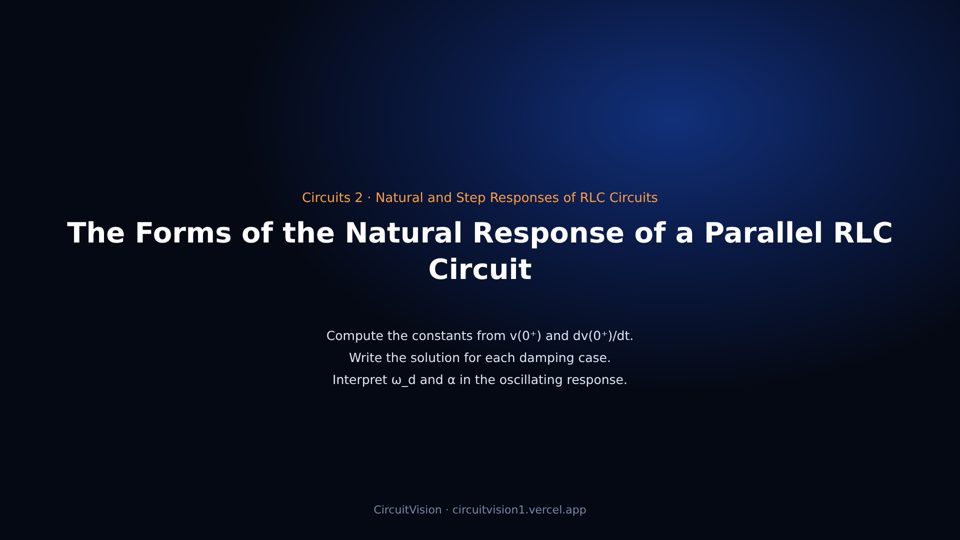 Circuits 2 · Natural and Step Responses of RLC Circuits
The Forms of the Natural Response of a Parallel RLC
Circuit
Compute the constants from v(0⁺) and dv(0⁺)/dt.
Write the solution for each damping case.
Interpret ω_d and α in the oscillating response.
CircuitVision · circuitvision1.vercel.app